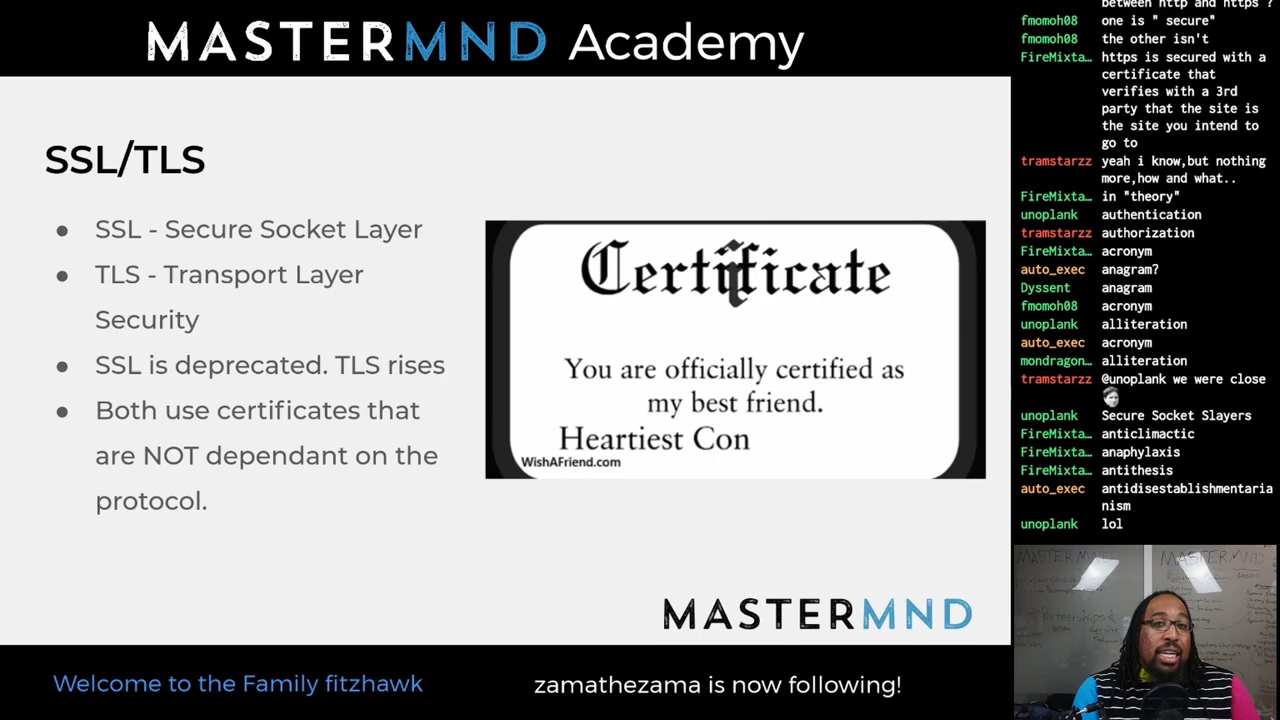 MASTERMND Academy
SSL/TLS
● SSL - Secure Socket Layer
● TLS - Transport Layer
Security
● SSL is deprecated. TLS rises
● Both use certificates that
are NOT dependant on the
protocol.
Certificate
You are officially certified as
my best friend.
Heartiest Con
WishAFriend.com
MASTERMND
Welcome to the Family fitzhawk
zamathezama is now following!
between http and https ?
fmomoh08 one is " secure"
fmomoh08 the other isn't
FireMixta… https is secured with a
certificate that
verifies with a 3rd
party that the site is
the site you intend to
go to
tramstarzz yeah i know,but nothing
more,how and what..
FireMixta… in "theory"
unoplank authentication
tramstarzz authorization
FireMixta… acronym
auto_exec anagram?
Dyssent anagram
fmomoh08 acronym
unoplank alliteration
auto_exec acronym
mondragon… alliteration
tramstarzz @unoplank we were close
unoplank Secure Socket Slayers
FireMixta… anticlimactic
FireMixta… anaphylaxis
FireMixta… antithesis
auto_exec antidisestablishmentaria
nism
unoplank lol
MASTERMND
MASTERMND